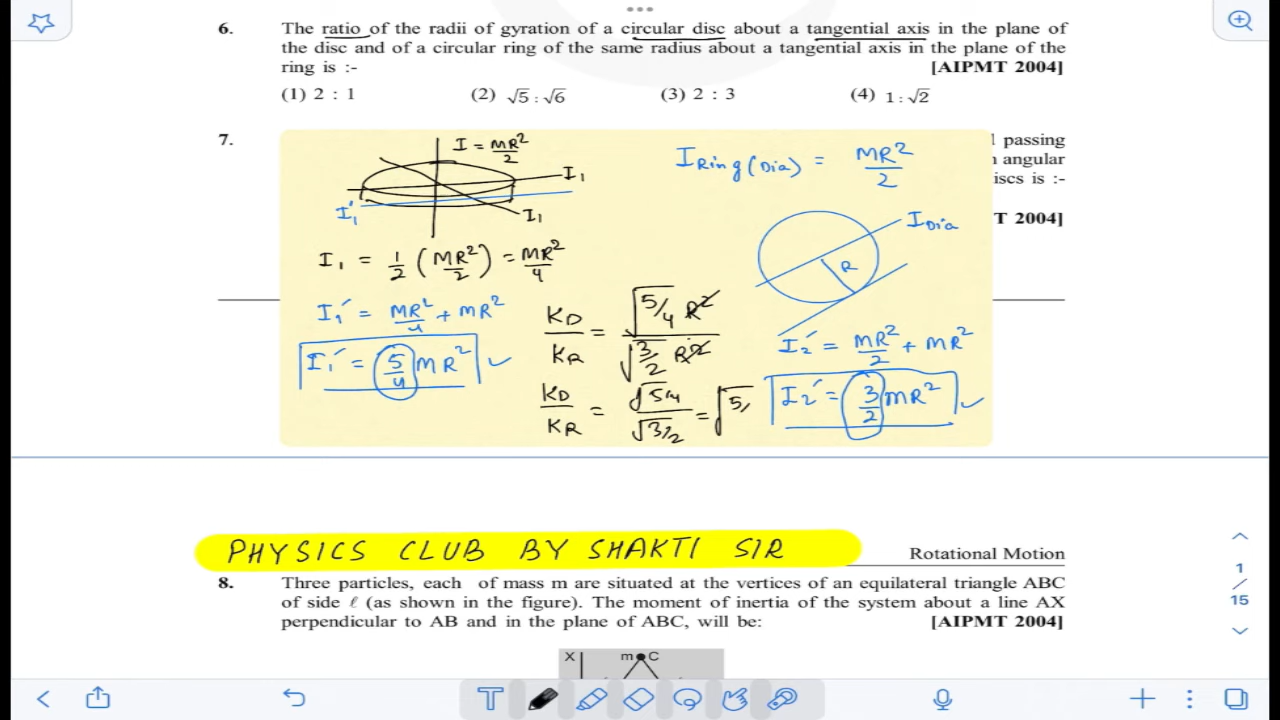 6. The ratio of the radii of gyration of a circular disc about a tangential axis in the plane of
the disc and of a circular ring of the same radius about a tangential axis in the plane of the
ring is :- [AIPMT 2004]
(1) 2 : 1 (2) √5 : √6 (3) 2 : 3 (4) 1 : √2
7. passing
angular
iscs is :-
T 2004]
I = MR²/2
I₁
I₁'
I₁
I₁ = 1/2 (MR²/2) = MR²/4
I₁' = MR²/4 + MR²
I₁' = 5/4 MR² ✓
K_D/K_R = √(5/4 R²)/√(3/2 R²)
K_D/K_R = √5/4/√3/2 = √5/
I Ring (Dia) = MR²/2
I Dia
R
I₂' = MR²/2 + MR²
I₂' = 3/2 MR² ✓
PHYSICS CLUB BY SHAKTI SIR
Rotational Motion
8. Three particles, each of mass m are situated at the vertices of an equilateral triangle ABC
of side ℓ (as shown in the figure). The moment of inertia of the system about a line AX
perpendicular to AB and in the plane of ABC, will be: [AIPMT 2004]
X m C
1
/
15
T